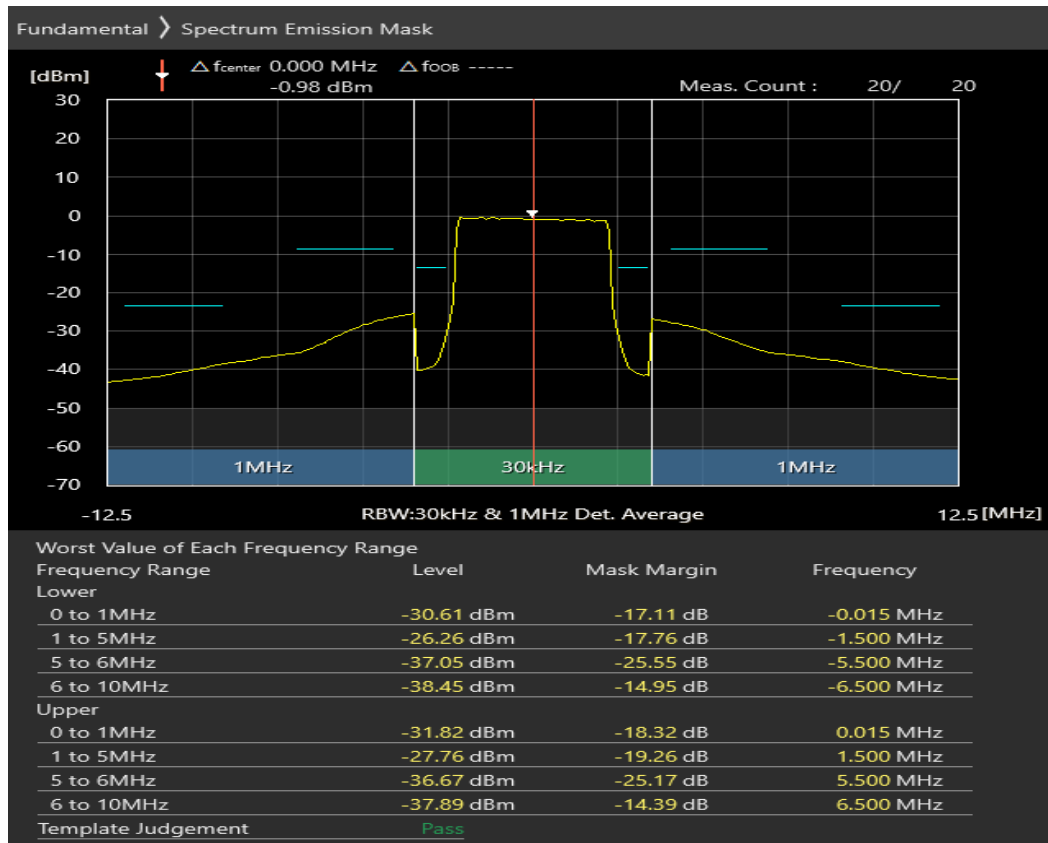 Fundamental ❯ Spectrum Emission Mask
[dBm] △ fcenter 0.000 MHz △ fOOB -----
-0.98 dBm Meas. Count : 20/ 20
30
20
10
0
-10
-20
-30
-40
-50
-60
-70
1MHz 30kHz 1MHz
-12.5 RBW:30kHz & 1MHz Det. Average 12.5 [MHz]
Worst Value of Each Frequency Range
Frequency Range Level Mask Margin Frequency
Lower
0 to 1MHz -30.61 dBm -17.11 dB -0.015 MHz
1 to 5MHz -26.26 dBm -17.76 dB -1.500 MHz
5 to 6MHz -37.05 dBm -25.55 dB -5.500 MHz
6 to 10MHz -38.45 dBm -14.95 dB -6.500 MHz
Upper
0 to 1MHz -31.82 dBm -18.32 dB 0.015 MHz
1 to 5MHz -27.76 dBm -19.26 dB 1.500 MHz
5 to 6MHz -36.67 dBm -25.17 dB 5.500 MHz
6 to 10MHz -37.89 dBm -14.39 dB 6.500 MHz
Template Judgement Pass